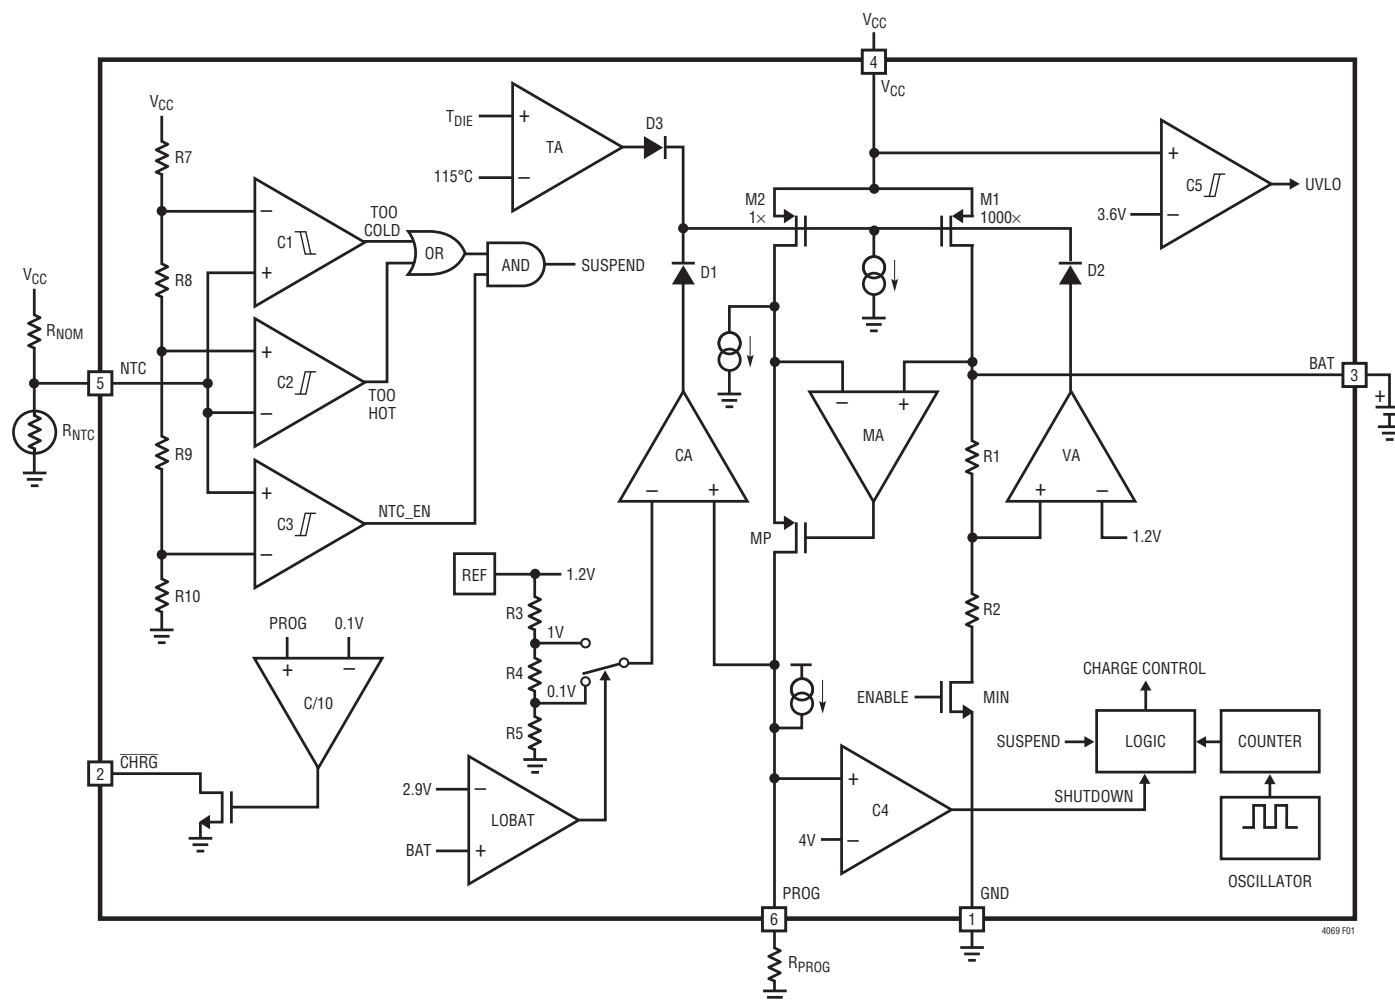 VCC
4
VCC
VCC
R7
TDIE
+
TA
D3
115°C
–
M2
1×
M1
1000×
+
C5
UVLO
3.6V
–
–
C1
+
TOO
COLD
OR
AND
SUSPEND
R8
VCC
RNOM
D1
D2
5
NTC
+
C2
–
TOO
HOT
RNTC
BAT
3
+
–
+
MA
R9
+
C3
–
NTC_EN
CA
–
+
R1
VA
+
–
1.2V
MP
REF
1.2V
R10
R3
1V
R4
0.1V
R5
R2
PROG
0.1V
+
–
C/10
ENABLE
MIN
CHARGE CONTROL
SUSPEND
LOGIC
COUNTER
2
CHRG
2.9V
–
LOBAT
BAT
+
+
C4
4V
–
SHUTDOWN
OSCILLATOR
PROG
6
GND
1
RPROG
4069 F01